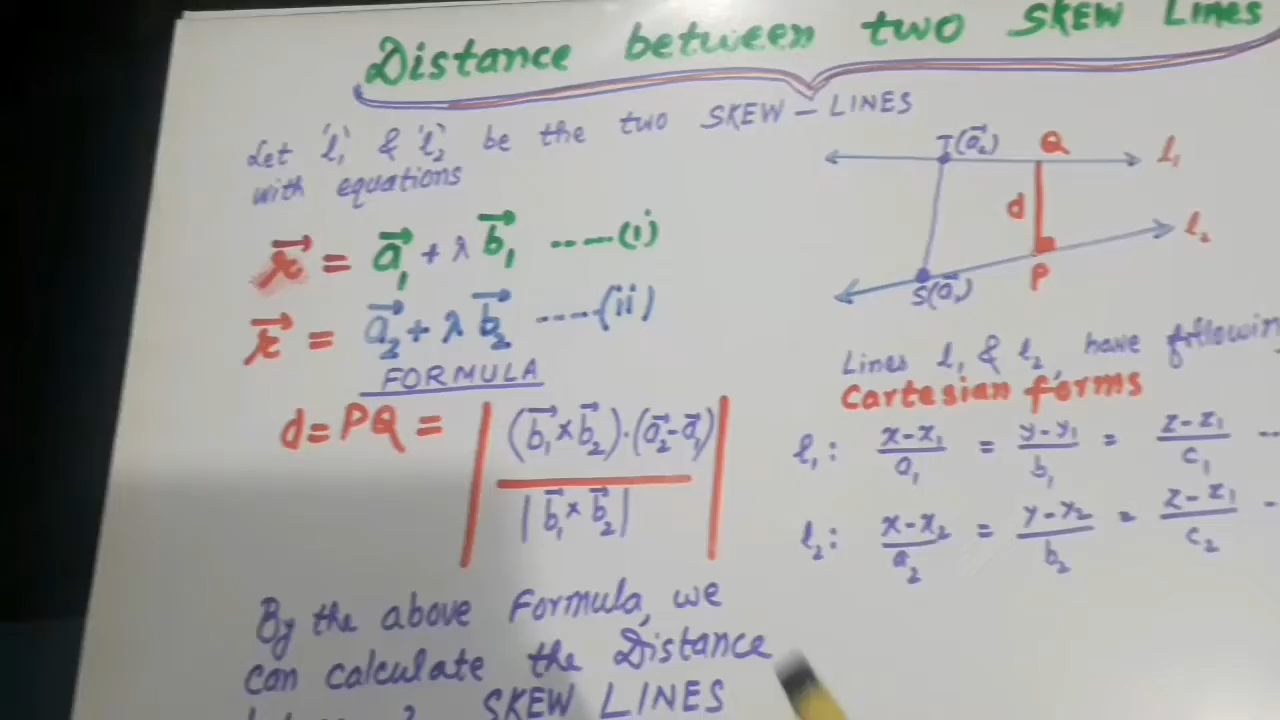 Distance between two SKEW LINES
Let 'l₁' & 'l₂' be the two SKEW-LINES
with equations
r⃗ = a⃗₁ + λ b⃗₁ ----(i)
r⃗ = a⃗₂ + λ b⃗₂ ----(ii)
FORMULA
d = PQ = | (b⃗₁ × b⃗₂)·(a⃗₂ - a⃗₁) / |b⃗₁ × b⃗₂| |
By the above Formula, we
can calculate the Distance
SKEW LINES
T(a⃗₂) Q l₁
d
l₂
S(a⃗₁) P
Lines l₁ & l₂ have following
Cartesian forms
l₁: x-x₁/a₁ = y-y₁/b₁ = z-z₁/c₁ --
l₂: x-x₂/a₂ = y-y₂/b₂ = z-z₁/c₂ -